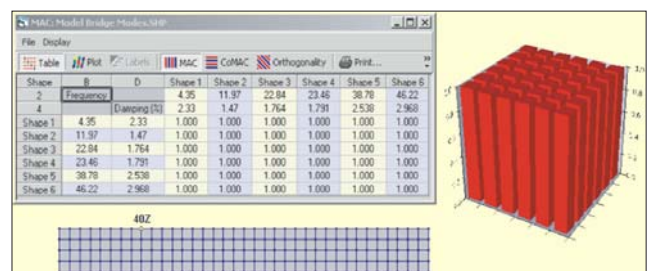 MAC: Model Bridge Modes.SHP
File Display
Table Plot Labels MAC CoMAC Orthogonality Print... »
Shape B D Shape 1 Shape 2 Shape 3 Shape 4 Shape 5 Shape 6
2 Frequency 4.35 11.97 22.84 23.46 38.78 46.22
4 Damping (%) 2.33 1.47 1.764 1.791 2.538 2.968
Shape 1 4.35 2.33 1.000 1.000 1.000 1.000 1.000 1.000
Shape 2 11.97 1.47 1.000 1.000 1.000 1.000 1.000 1.000
Shape 3 22.84 1.764 1.000 1.000 1.000 1.000 1.000 1.000
Shape 4 23.46 1.791 1.000 1.000 1.000 1.000 1.000 1.000
Shape 5 38.78 2.538 1.000 1.000 1.000 1.000 1.000 1.000
Shape 6 46.22 2.968 1.000 1.000 1.000 1.000 1.000 1.000
40Z